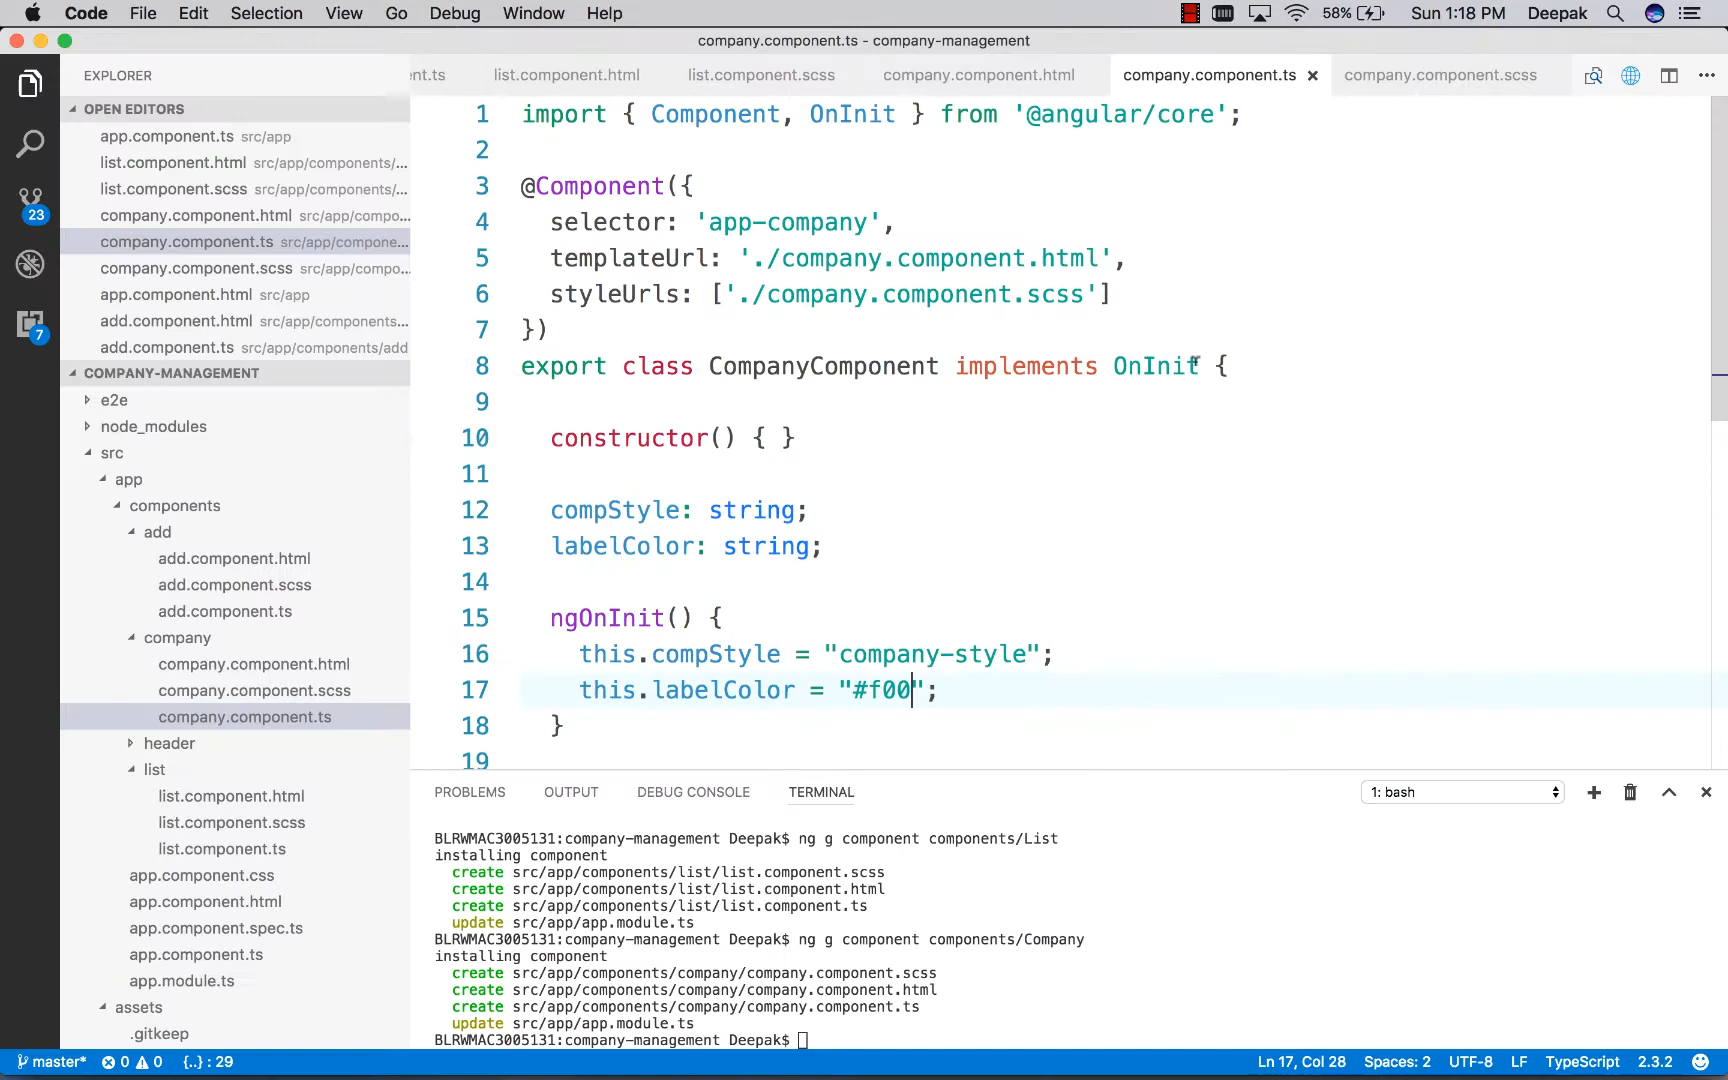 Code File Edit Selection View Go Debug Window Help
58% Sun 1:18 PM Deepak
company.component.ts - company-management
EXPLORER
OPEN EDITORS
app.component.ts src/app
list.component.html src/app/components/...
list.component.scss src/app/components/...
company.component.html src/app/compo...
company.component.ts src/app/compone...
company.component.scss src/app/compo...
app.component.html src/app
add.component.html src/app/components...
add.component.ts src/app/components/add
COMPANY-MANAGEMENT
e2e
node_modules
src
app
components
add
add.component.html
add.component.scss
add.component.ts
company
company.component.html
company.component.scss
company.component.ts
header
list
list.component.html
list.component.scss
list.component.ts
app.component.css
app.component.html
app.component.spec.ts
app.component.ts
app.module.ts
assets
.gitkeep
23
7
ent.ts list.component.html list.component.scss company.component.html company.component.ts company.component.scss
1 import { Component, OnInit } from '@angular/core';
2
3 @Component({
4 selector: 'app-company',
5 templateUrl: './company.component.html',
6 styleUrls: ['./company.component.scss']
7 })
8 export class CompanyComponent implements OnInit {
9
10 constructor() { }
11
12 compStyle: string;
13 labelColor: string;
14
15 ngOnInit() {
16 this.compStyle = "company-style";
17 this.labelColor = "#f00";
18 }
19
PROBLEMS OUTPUT DEBUG CONSOLE TERMINAL 1: bash
BLRWMAC3005131:company-management Deepak$ ng g component components/List
installing component
create src/app/components/list/list.component.scss
create src/app/components/list/list.component.html
create src/app/components/list/list.component.ts
update src/app/app.module.ts
BLRWMAC3005131:company-management Deepak$ ng g component components/Company
installing component
create src/app/components/company/company.component.scss
create src/app/components/company/company.component.html
create src/app/components/company/company.component.ts
update src/app/app.module.ts
BLRWMAC3005131:company-management Deepak$
master* 0 0 {..} : 29 Ln 17, Col 28 Spaces: 2 UTF-8 LF TypeScript 2.3.2